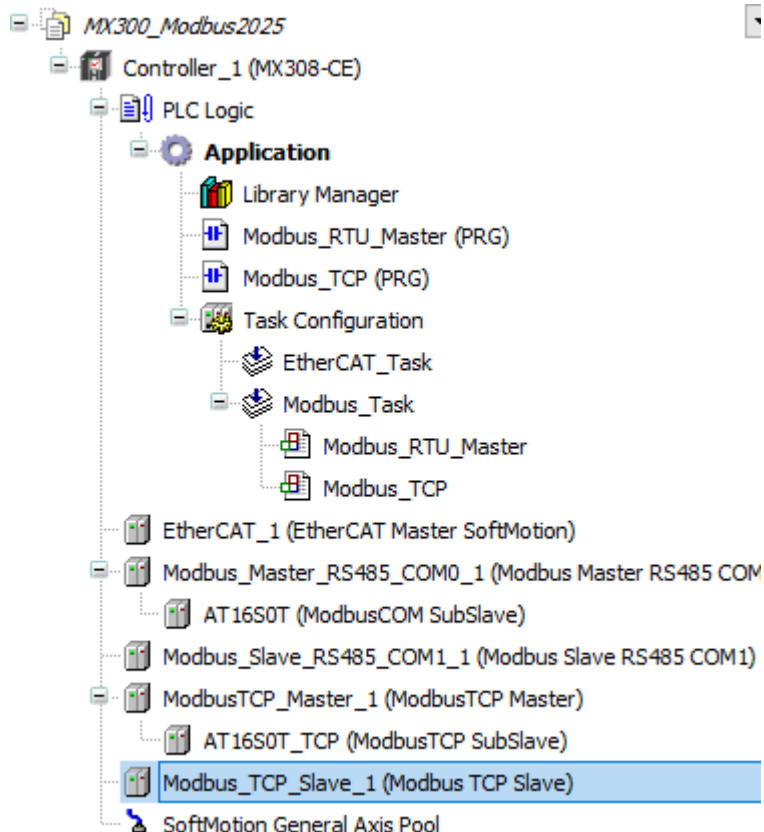 MX300_Modbus2025
Controller_1 (MX308-CE)
PLC Logic
Application
Library Manager
Modbus_RTU_Master (PRG)
Modbus_TCP (PRG)
Task Configuration
EtherCAT_Task
Modbus_Task
Modbus_RTU_Master
Modbus_TCP
EtherCAT_1 (EtherCAT Master SoftMotion)
Modbus_Master_RS485_COM0_1 (Modbus Master RS485 COM
AT16S0T (ModbusCOM SubSlave)
Modbus_Slave_RS485_COM1_1 (Modbus Slave RS485 COM1)
ModbusTCP_Master_1 (ModbusTCP Master)
AT16S0T_TCP (ModbusTCP SubSlave)
Modbus_TCP_Slave_1 (Modbus TCP Slave)
SoftMotion General Axis Pool